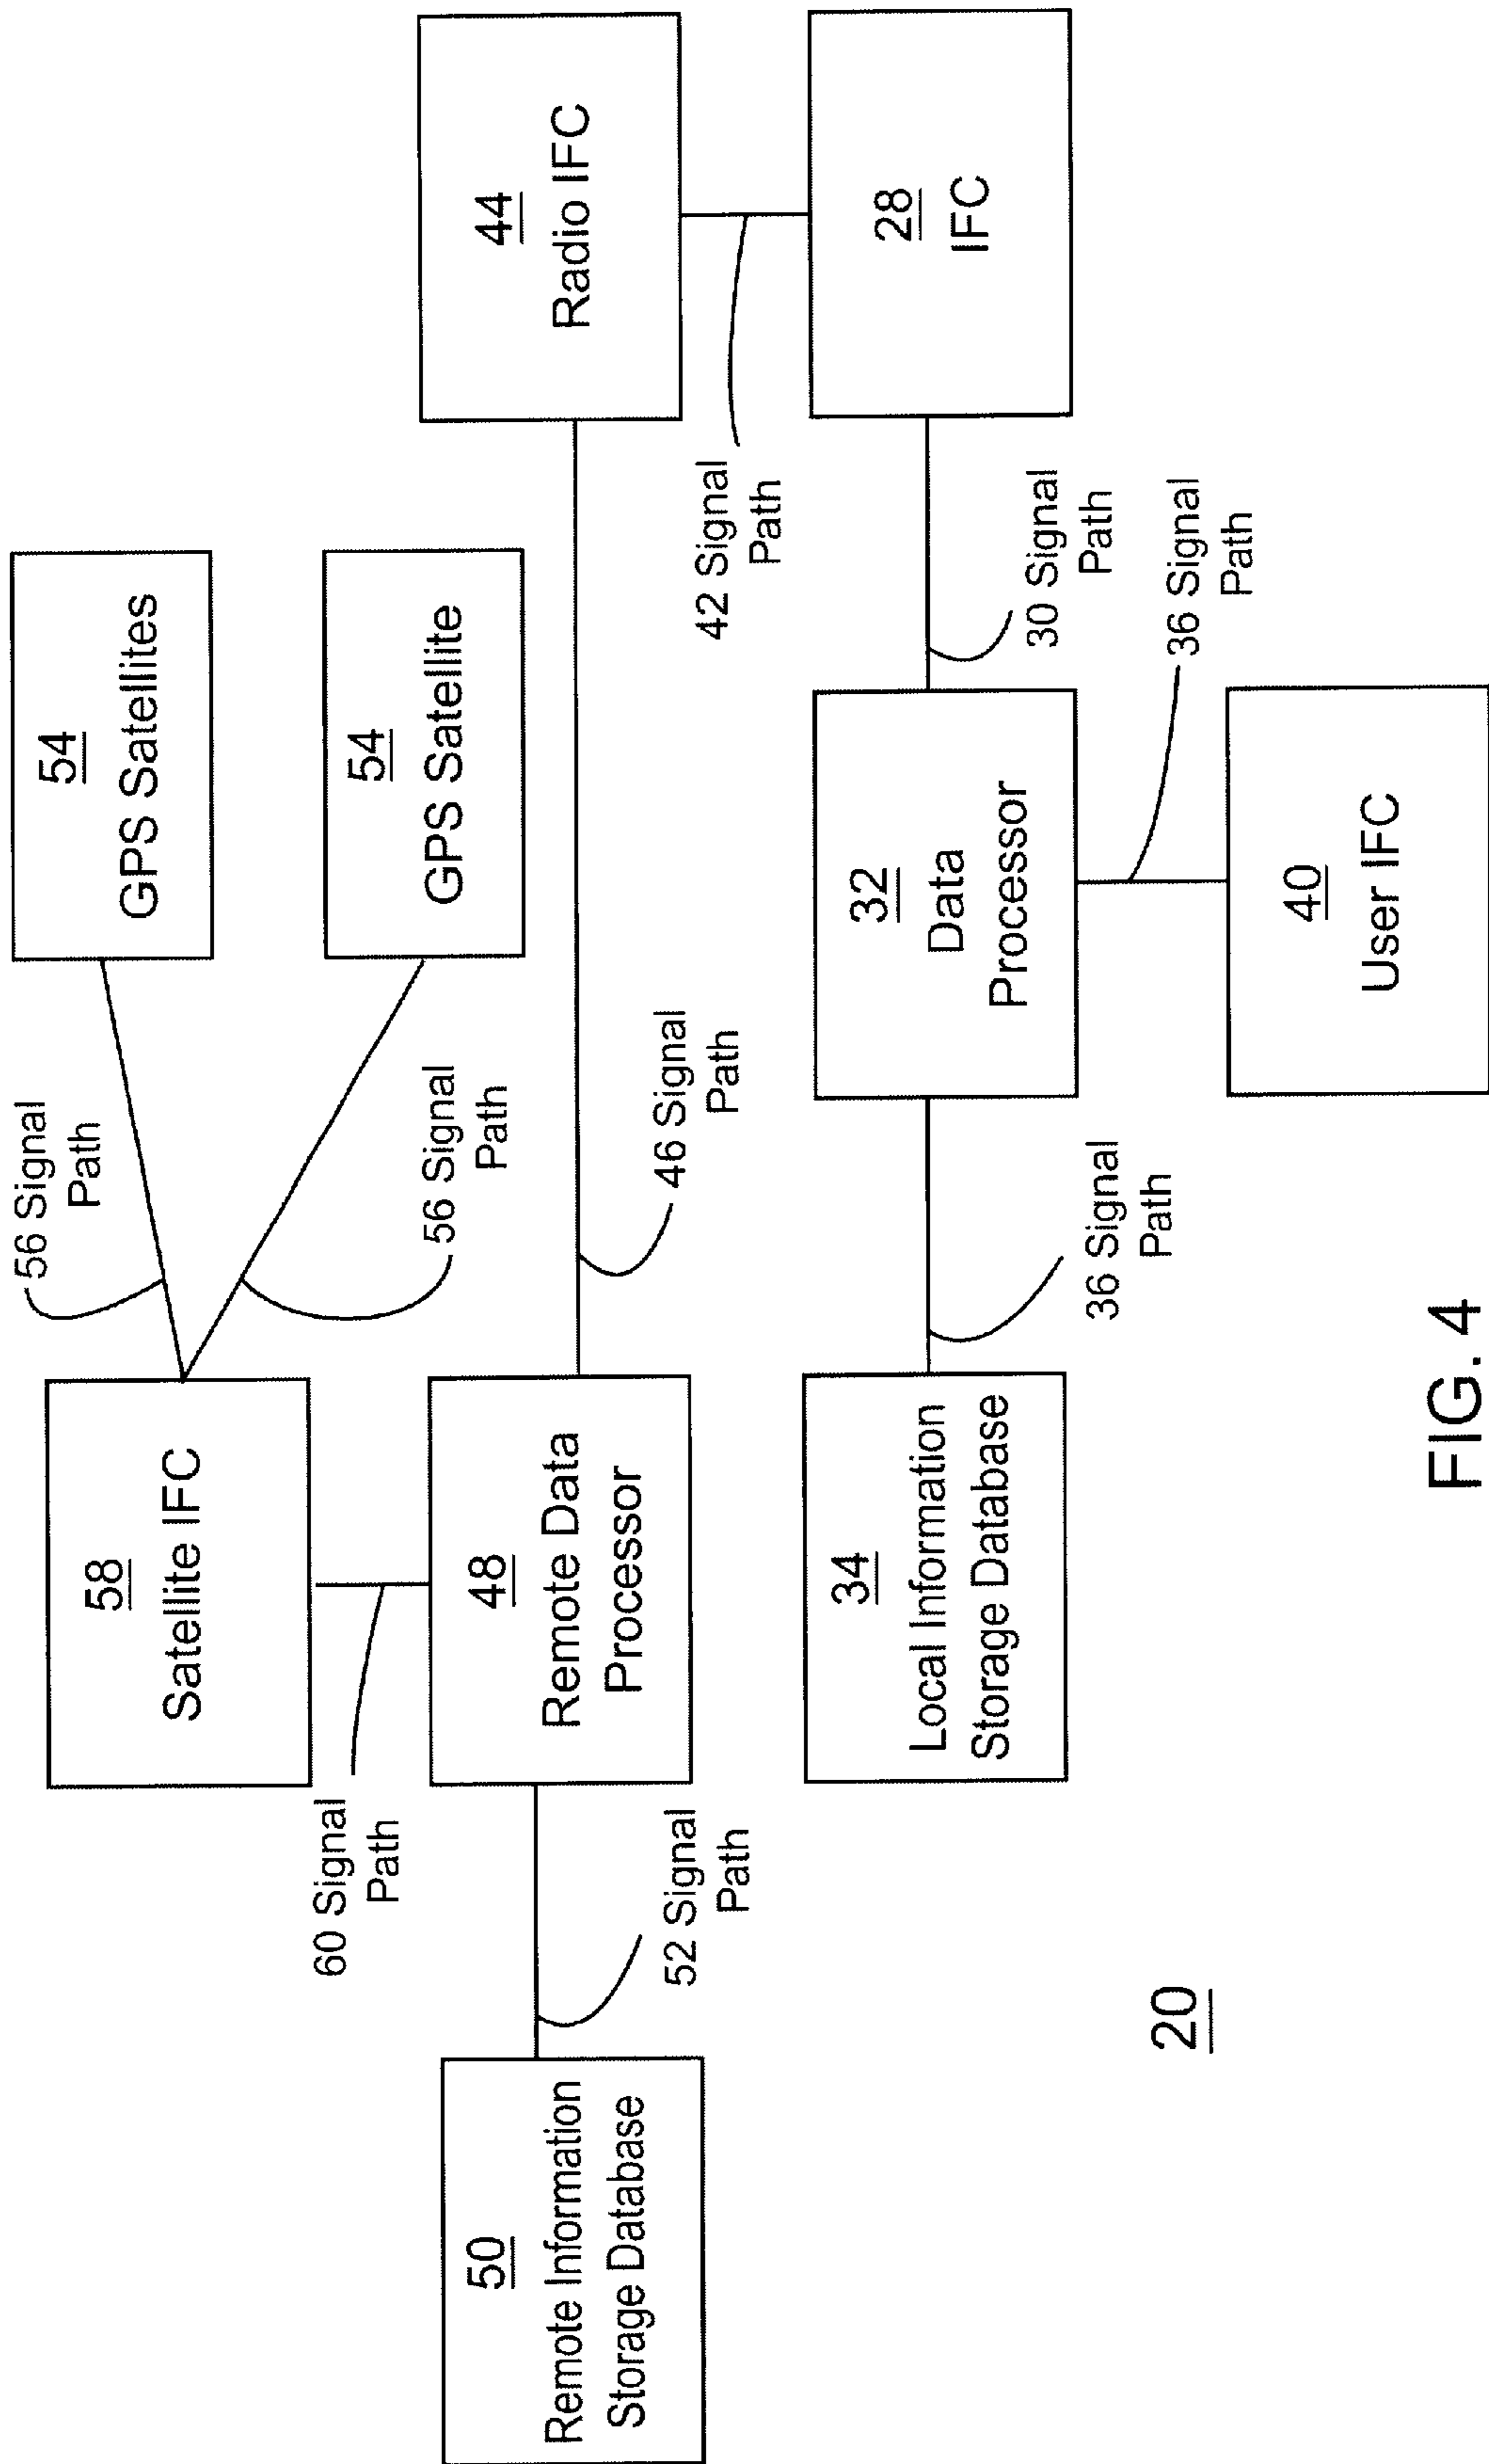 54
GPS Satellites
56 Signal
Path
54
GPS Satellite
56 Signal
Path
58
Satellite IFC
60 Signal
Path
44
Radio IFC
46 Signal
Path
48
Remote Data
Processor
52 Signal
Path
50
Remote Information
Storage Database
42 Signal
Path
28
IFC
30 Signal
Path
32
Data
Processor
36 Signal
Path
34
Local Information
Storage Database
36 Signal
Path
40
User IFC
20
FIG. 4